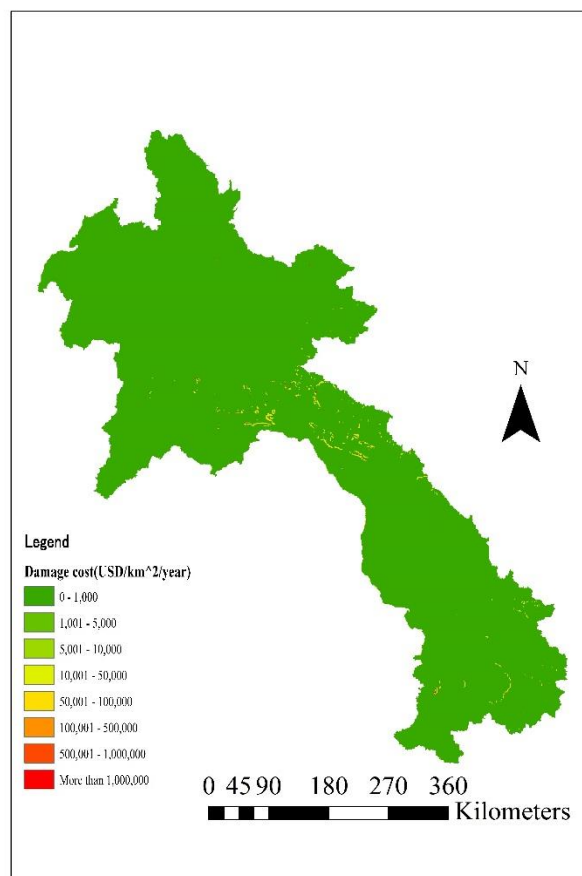 N
Legend
Damage cost(USD/km^2/year)
0 - 1,000
1,001 - 5,000
5,001 - 10,000
10,001 - 50,000
50,001 - 100,000
100,001 - 500,000
500,001 - 1,000,000
More than 1,000,000
0 45 90 180 270 360
Kilometers